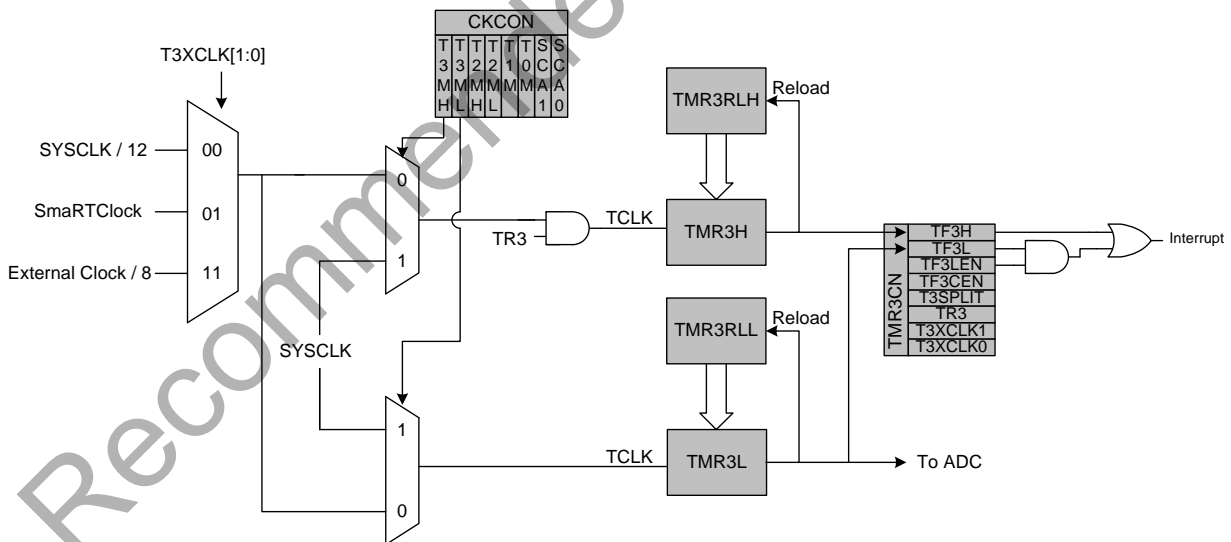 CKCON
T3MH T3ML T2MH T2ML T1M T0M SCA1 SCA0
T3XCLK[1:0]
SYSCLK / 12
00
SmaRTClock
01
External Clock / 8
11
0
1
TR3
TCLK
TMR3RLH
Reload
TMR3H
TMR3CN
TF3H
TF3L
TF3LEN
TF3CEN
T3SPLIT
TR3
T3XCLK1
T3XCLK0
Interrupt
SYSCLK
1
0
TCLK
TMR3RLL
Reload
TMR3L
To ADC
Recommende